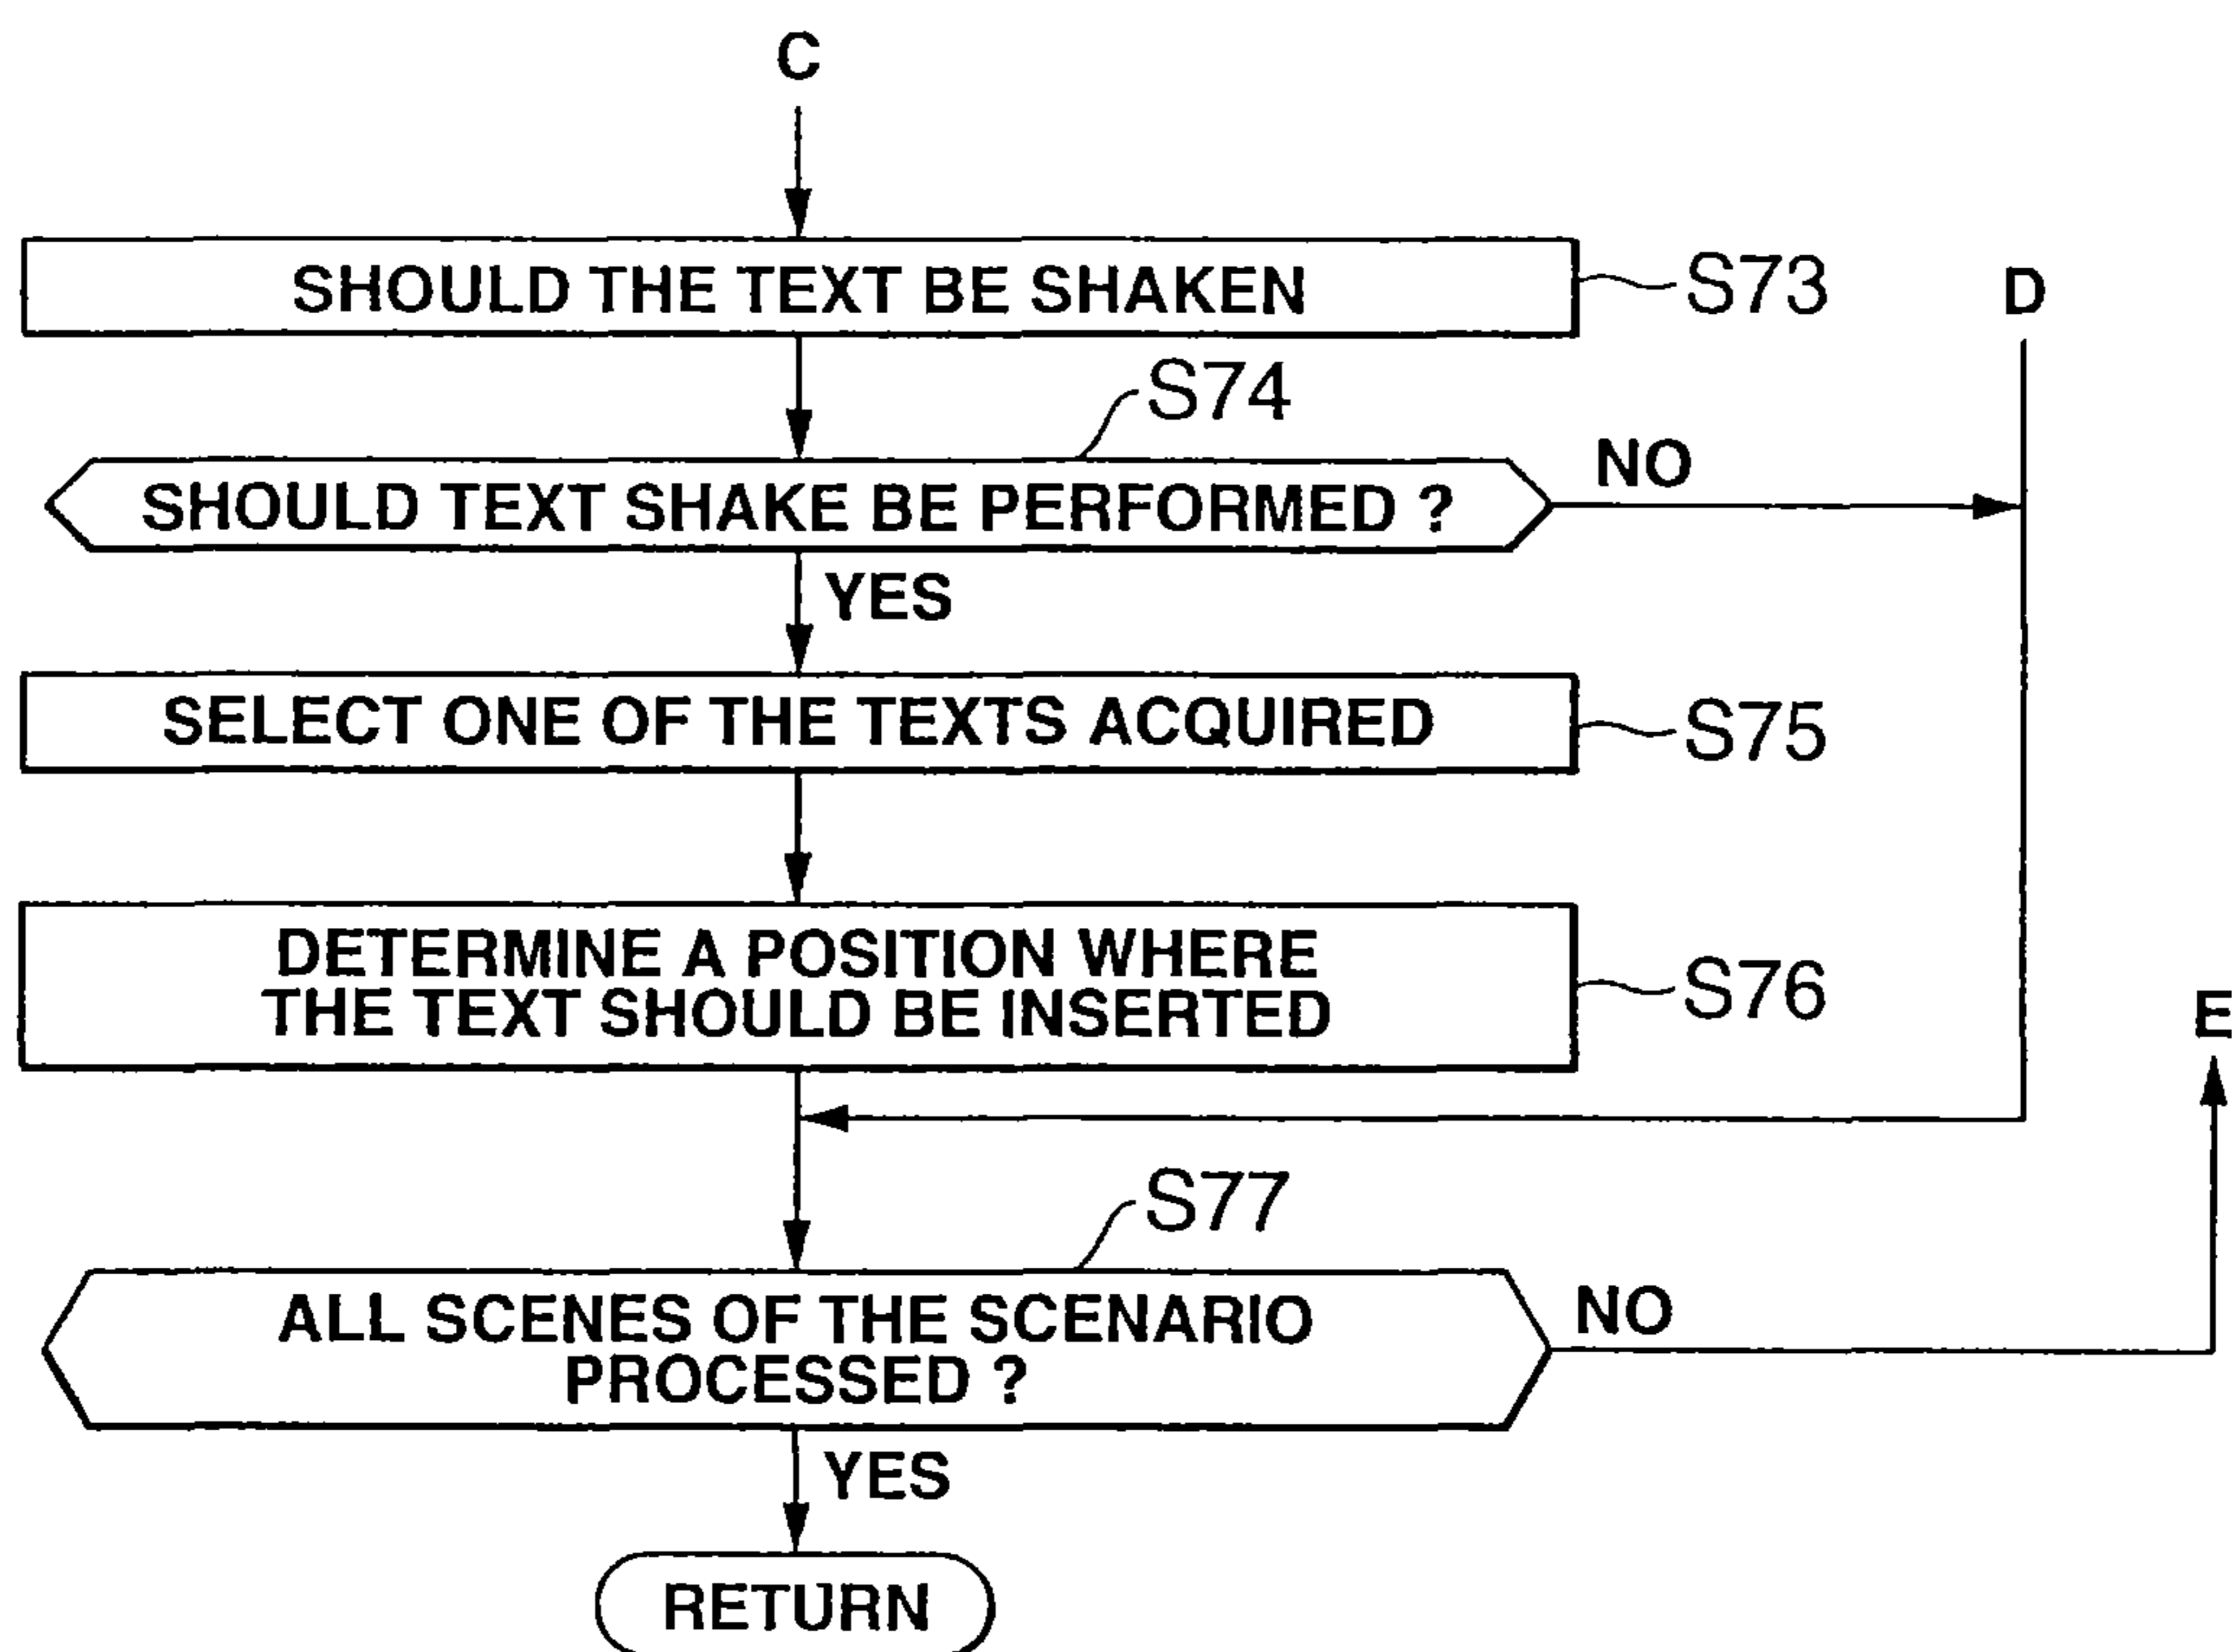 C
SHOULD THE TEXT BE SHAKEN
S73
D
S74
SHOULD TEXT SHAKE BE PERFORMED ?
NO
YES
SELECT ONE OF THE TEXTS ACQUIRED
S75
DETERMINE A POSITION WHERE
THE TEXT SHOULD BE INSERTED
S76
E
S77
ALL SCENES OF THE SCENARIO
PROCESSED ?
NO
YES
RETURN